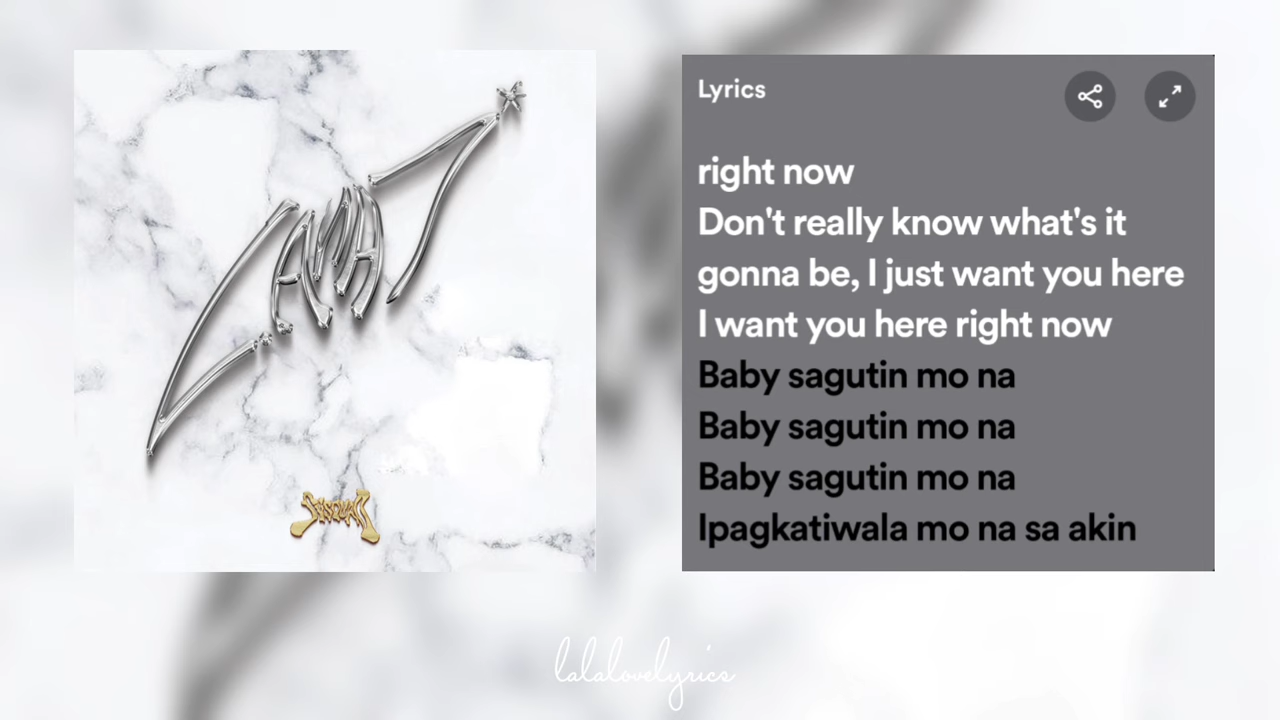 Lyrics
right now
Don't really know what's it
gonna be, I just want you here
I want you here right now
Baby sagutin mo na
Baby sagutin mo na
Baby sagutin mo na
Ipagkatiwala mo na sa akin
lalalovelyrics